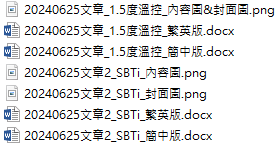 20240625文章_1.5度溫控_內容圖&封面圖.png
20240625文章_1.5度溫控_繁英版.docx
20240625文章_1.5度溫控_簡中版.docx
20240625文章2_SBTi_內容圖.png
20240625文章2_SBTi_封面圖.png
20240625文章2_SBTi_繁英版.docx
20240625文章2_SBTi_簡中版.docx